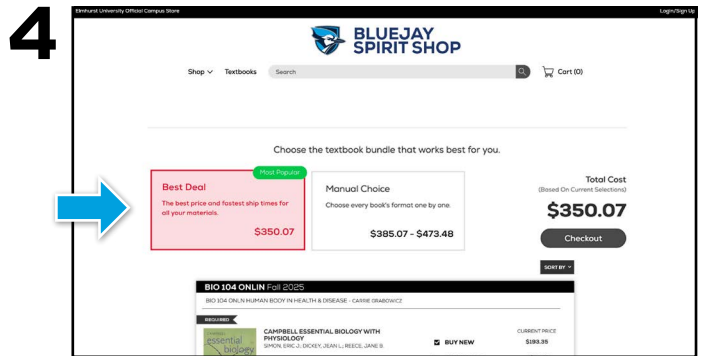 4
Elmhurst University Official Campus Store
Login/Sign Up
BLUEJAY
SPIRIT SHOP
Shop
Textbooks
Search
Cart (0)
Choose the textbook bundle that works best for you.
Most Popular
Best Deal
The best price and fastest ship times for
all your materials.
$350.07
Manual Choice
Choose every book's format one by one.
$385.07 - $473.48
Total Cost
(Based On Current Selections)
$350.07
Checkout
SORT BY
BIO 104 ONLIN Fall 2025
BIO 104 ONLN HUMAN BODY IN HEALTH & DISEASE - CARRIE GRABOWICZ
REQUIRED
essential
biology
CAMPBELL ESSENTIAL BIOLOGY WITH
PHYSIOLOGY
SIMON, ERIC J.; DICKEY, JEAN L.; REECE, JANE B.
BUY NEW
CURRENT PRICE
$193.35